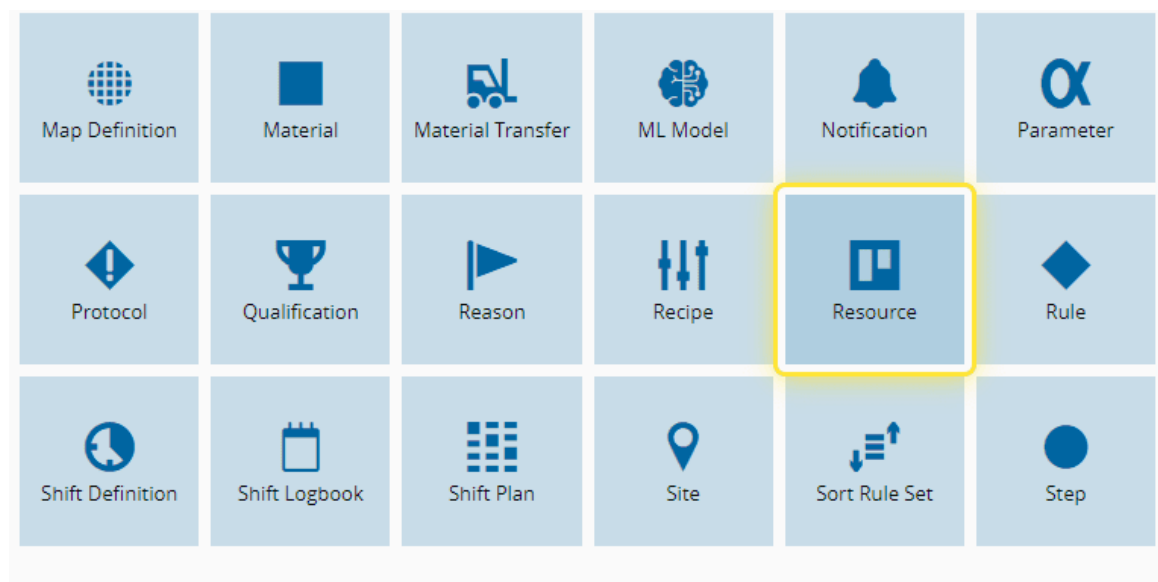 Map Definition
Material
Material Transfer
ML Model
Notification
Parameter
Protocol
Qualification
Reason
Recipe
Resource
Rule
Shift Definition
Shift Logbook
Shift Plan
Site
Sort Rule Set
Step